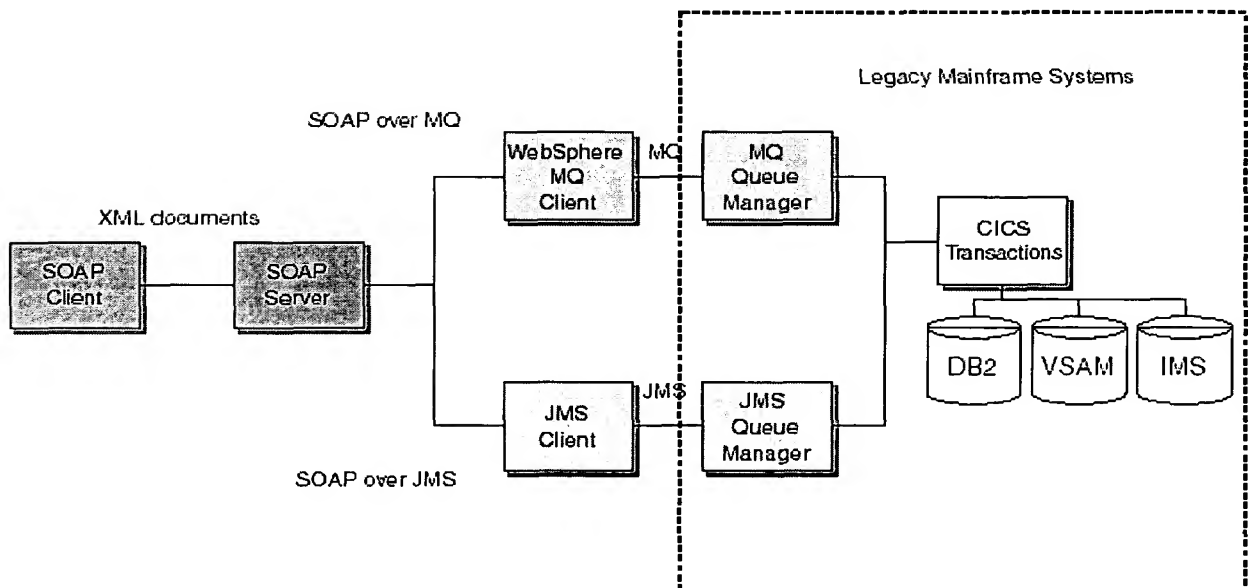 Legacy Mainframe Systems
SOAP over MQ
WebSphere
MQ
Client
MQ
MQ
Queue
Manager
XML documents
SOAP
Client
SOAP
Server
CICS
Transactions
DB2
VSAM
IMS
JMS
Client
JMS
JMS
Queue
Manager
SOAP over JMS